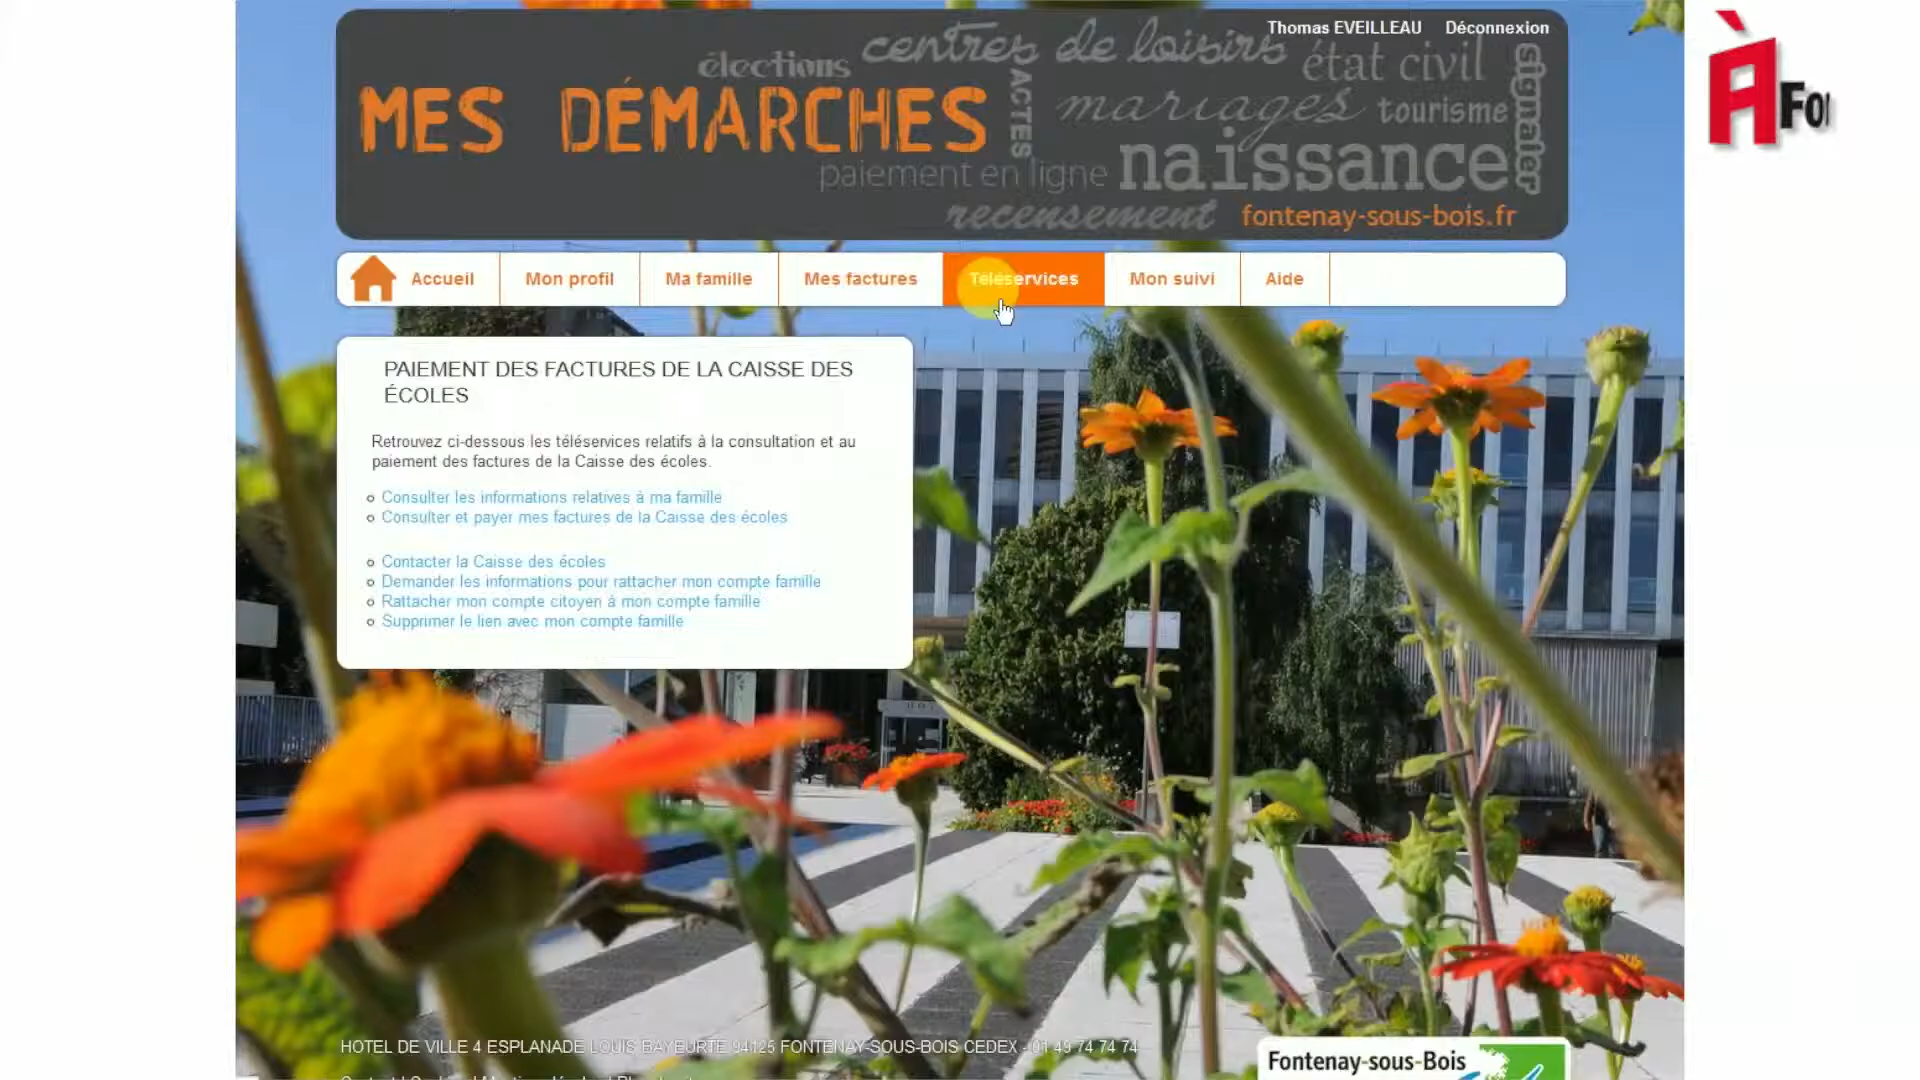 Thomas EVEILLEAU Déconnexion
élections centres de loisirs état civil signaler
MES DÉMARCHES ACTES mariages tourisme
paiement en ligne naissance
recensement fontenay-sous-bois.fr
À Fo
Accueil Mon profil Ma famille Mes factures Téléservices Mon suivi Aide
PAIEMENT DES FACTURES DE LA CAISSE DES
ÉCOLES
Retrouvez ci-dessous les téléservices relatifs à la consultation et au
paiement des factures de la Caisse des écoles.
Consulter les informations relatives à ma famille
Consulter et payer mes factures de la Caisse des écoles
Contacter la Caisse des écoles
Demander les informations pour rattacher mon compte famille
Rattacher mon compte citoyen à mon compte famille
Supprimer le lien avec mon compte famille
HOTEL DE VILLE 4 ESPLANADE LOUIS BAYEURTE 94125 FONTENAY-SOUS-BOIS CEDEX - 01 49 74 74 74
Fontenay-sous-Bois